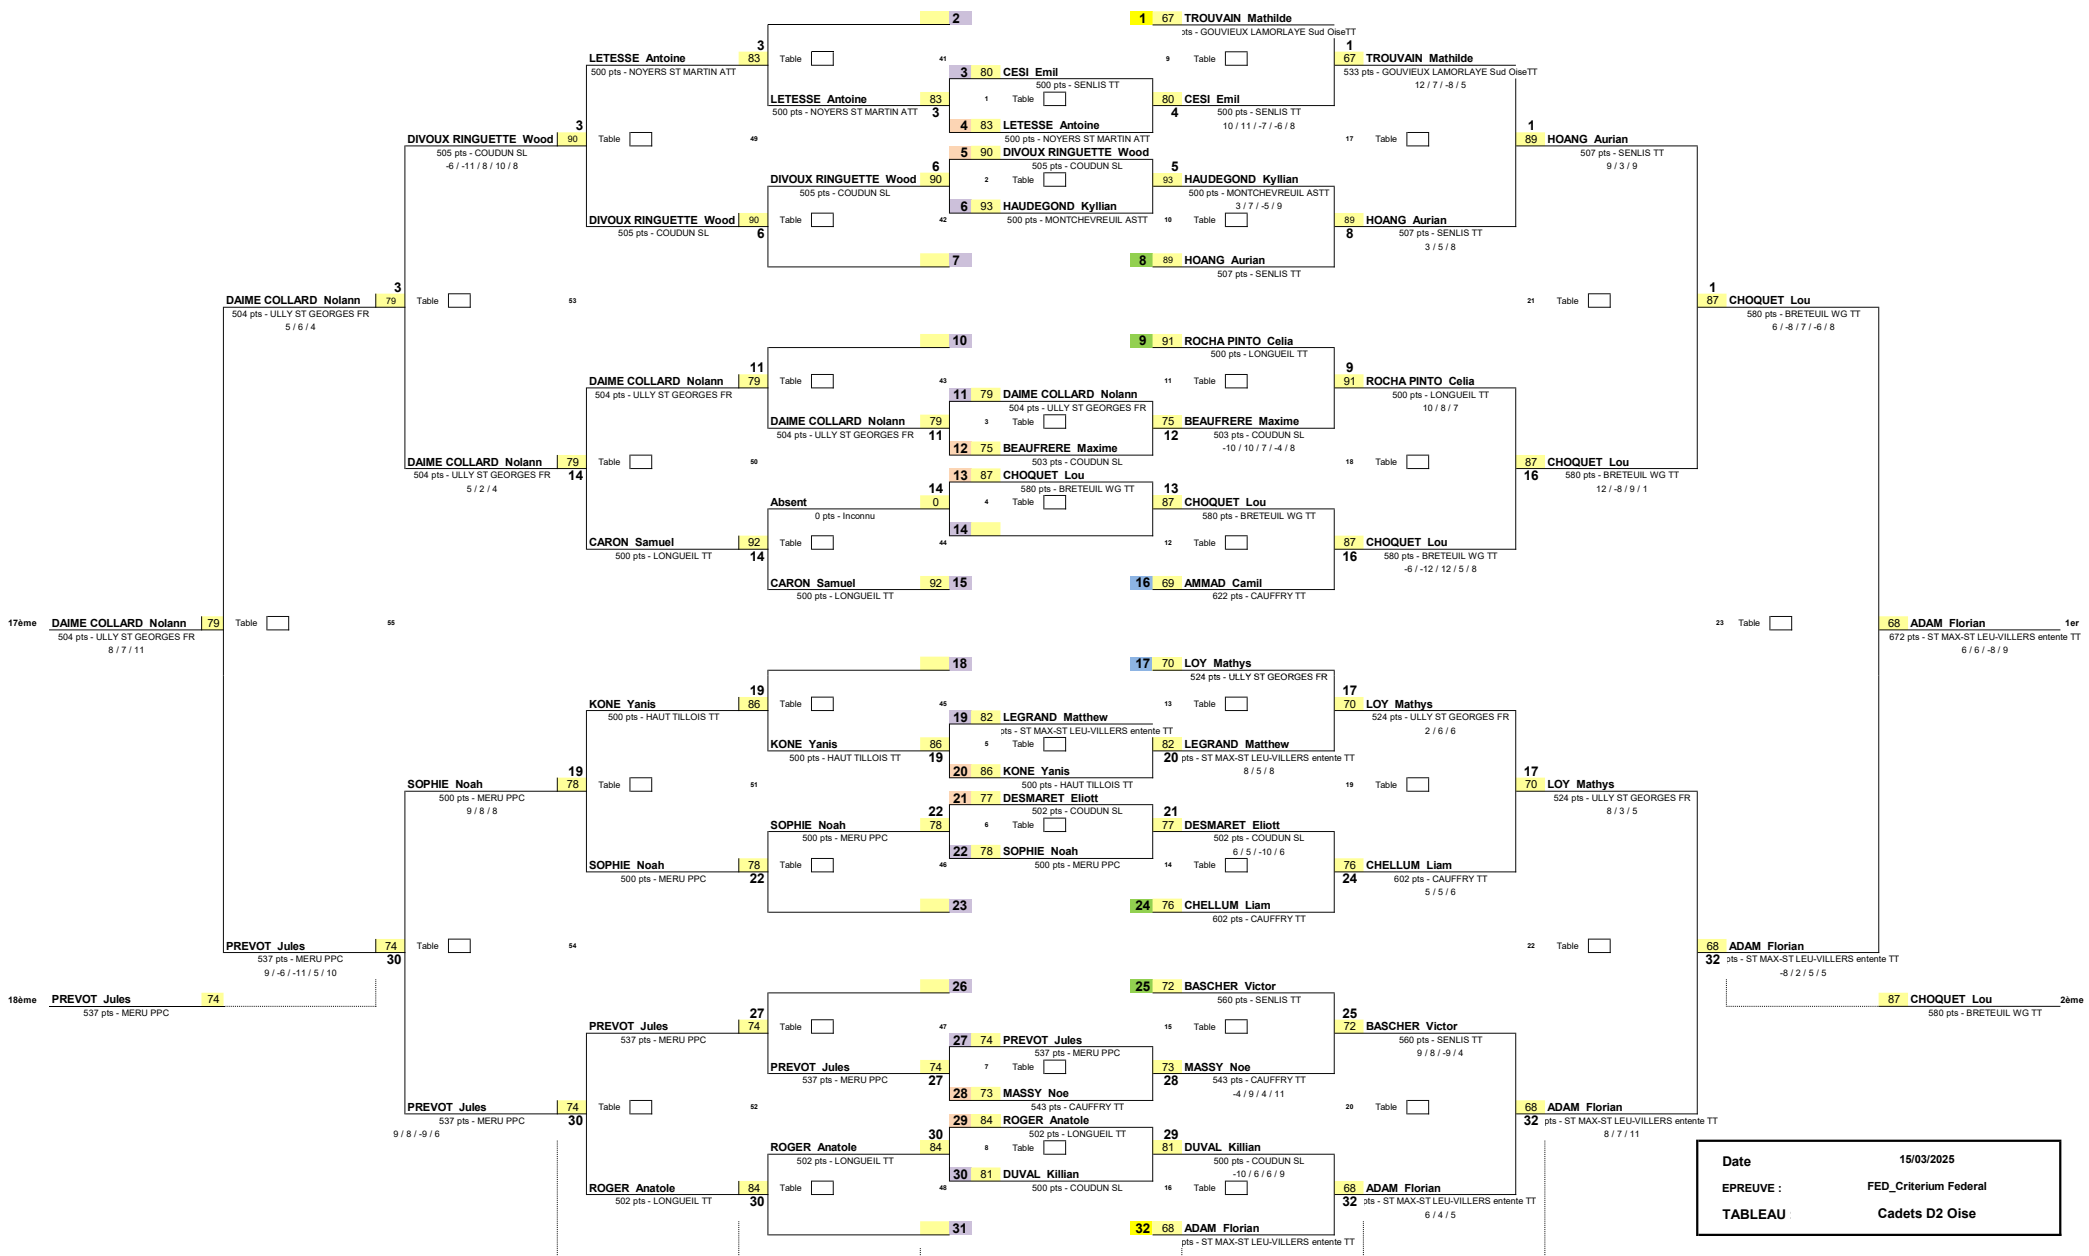 2
1 67 TROUVAIN Mathilde
pts - GOUVIEUX LAMORLAYE Sud OiseTT
3
1
LETESSE Antoine 83 Table 41
9 Table 67 TROUVAIN Mathilde
500 pts - NOYERS ST MARTIN ATT
3 80 CESI Emil
533 pts - GOUVIEUX LAMORLAYE Sud OiseTT
500 pts - SENLIS TT
12 / 7 / -8 / 5
LETESSE Antoine 83 1 Table 80 CESI Emil
500 pts - NOYERS ST MARTIN ATT 3
4 500 pts - SENLIS TT
3
4 83 LETESSE Antoine
10 / 11 / -7 / -6 / 8
1
DIVOUX RINGUETTE Wood 90 Table 49
500 pts - NOYERS ST MARTIN ATT
17 Table 89 HOANG Aurian
505 pts - COUDUN SL
5 90 DIVOUX RINGUETTE Wood
507 pts - SENLIS TT
-6 / -11 / 8 / 10 / 8
6 505 pts - COUDUN SL 5
9 / 3 / 9
DIVOUX RINGUETTE Wood 90 2 Table 93 HAUDEGOND Kyllian
505 pts - COUDUN SL
500 pts - MONTCHEVREUIL ASTT
6 93 HAUDEGOND Kyllian
3 / 7 / -5 / 9
DIVOUX RINGUETTE Wood 90 Table 42
500 pts - MONTCHEVREUIL ASTT
10 Table 89 HOANG Aurian
505 pts - COUDUN SL 6
8 507 pts - SENLIS TT
3 / 5 / 8
7
8 89 HOANG Aurian
507 pts - SENLIS TT
3
1
DAIME COLLARD Nolann 79 Table 53
21 Table 87 CHOQUET Lou
504 pts - ULLY ST GEORGES FR
580 pts - BRETEUIL WG TT
5 / 6 / 4
6 / -8 / 7 / -6 / 8
10
9 91 ROCHA PINTO Celia
500 pts - LONGUEIL TT
11
9
DAIME COLLARD Nolann 79 Table 43
11 Table 91 ROCHA PINTO Celia
504 pts - ULLY ST GEORGES FR
11 79 DAIME COLLARD Nolann
500 pts - LONGUEIL TT
504 pts - ULLY ST GEORGES FR
10 / 8 / 7
DAIME COLLARD Nolann 79 3 Table 75 BEAUFRERE Maxime
504 pts - ULLY ST GEORGES FR 11
12 503 pts - COUDUN SL
12 75 BEAUFRERE Maxime
-10 / 10 / 7 / -4 / 8
DAIME COLLARD Nolann 79 Table 50
503 pts - COUDUN SL
18 Table 87 CHOQUET Lou
504 pts - ULLY ST GEORGES FR 14
13 87 CHOQUET Lou
16 580 pts - BRETEUIL WG TT
5 / 2 / 4
14 580 pts - BRETEUIL WG TT 13
12 / -8 / 9 / 1
Absent 0 4 Table 87 CHOQUET Lou
0 pts - Inconnu
580 pts - BRETEUIL WG TT
14
CARON Samuel 92 Table 44
12 Table 87 CHOQUET Lou
500 pts - LONGUEIL TT 14
16 580 pts - BRETEUIL WG TT
-6 / -12 / 12 / 5 / 8
CARON Samuel 92 15
16 69 AMMAD Camil
500 pts - LONGUEIL TT
622 pts - CAUFFRY TT
17ème DAIME COLLARD Nolann 79 Table 55
23 Table 68 ADAM Florian 1er
504 pts - ULLY ST GEORGES FR
672 pts - ST MAX-ST LEU-VILLERS entente TT
8 / 7 / 11
6 / 6 / -8 / 9
18
17 70 LOY Mathys
524 pts - ULLY ST GEORGES FR
19
17
KONE Yanis 86 Table 45
13 Table 70 LOY Mathys
500 pts - HAUT TILLOIS TT
19 82 LEGRAND Matthew
524 pts - ULLY ST GEORGES FR
pts - ST MAX-ST LEU-VILLERS entente TT
2 / 6 / 6
KONE Yanis 86 5 Table 82 LEGRAND Matthew
500 pts - HAUT TILLOIS TT 19
20 pts - ST MAX-ST LEU-VILLERS entente TT
19
20 86 KONE Yanis
8 / 5 / 8
17
SOPHIE Noah 78 Table 51
500 pts - HAUT TILLOIS TT
19 Table 70 LOY Mathys
500 pts - MERU PPC
21 77 DESMARET Eliott
524 pts - ULLY ST GEORGES FR
9 / 8 / 8
22 502 pts - COUDUN SL 21
8 / 3 / 5
SOPHIE Noah 78 6 Table 77 DESMARET Eliott
500 pts - MERU PPC
502 pts - COUDUN SL
22 78 SOPHIE Noah
6 / 5 / -10 / 6
SOPHIE Noah 78 Table 46
500 pts - MERU PPC
14 Table 76 CHELLUM Liam
500 pts - MERU PPC 22
24 602 pts - CAUFFRY TT
5 / 5 / 6
23
24 76 CHELLUM Liam
602 pts - CAUFFRY TT
PREVOT Jules 74 Table 54
22 Table 68 ADAM Florian
537 pts - MERU PPC 30
32 pts - ST MAX-ST LEU-VILLERS entente TT
9 / -6 / -11 / 5 / 10
-8 / 2 / 5 / 5
26
25 72 BASCHER Victor
18ème PREVOT Jules 74
87 CHOQUET Lou 2ème
537 pts - MERU PPC
560 pts - SENLIS TT
580 pts - BRETEUIL WG TT
27
25
PREVOT Jules 74 Table 47
15 Table 72 BASCHER Victor
537 pts - MERU PPC
27 74 PREVOT Jules
560 pts - SENLIS TT
537 pts - MERU PPC
9 / 8 / -9 / 4
PREVOT Jules 74 7 Table 73 MASSY Noe
537 pts - MERU PPC 27
28 543 pts - CAUFFRY TT
28 73 MASSY Noe
-4 / 9 / 4 / 11
PREVOT Jules 74 Table 52
543 pts - CAUFFRY TT
20 Table 68 ADAM Florian
537 pts - MERU PPC 30
29 84 ROGER Anatole
32 pts - ST MAX-ST LEU-VILLERS entente TT
9 / 8 / -9 / 6
30 502 pts - LONGUEIL TT 29
8 / 7 / 11
ROGER Anatole 84 8 Table 81 DUVAL Killian
502 pts - LONGUEIL TT
500 pts - COUDUN SL
30 81 DUVAL Killian
-10 / 6 / 6 / 9
ROGER Anatole 84 Table 48
500 pts - COUDUN SL
16 Table 68 ADAM Florian
502 pts - LONGUEIL TT 30
32 pts - ST MAX-ST LEU-VILLERS entente TT
6 / 4 / 5
31
32 68 ADAM Florian
pts - ST MAX-ST LEU-VILLERS entente TT
Date 15/03/2025
EPREUVE : FED_Criterium Federal
TABLEAU : Cadets D2 Oise